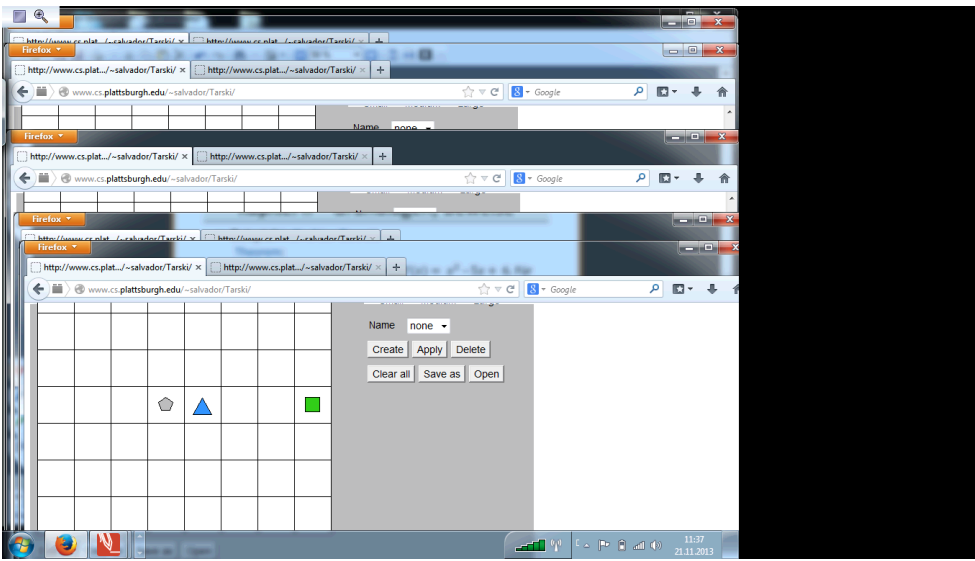 Firefox
http://www.cs.plat.../~salvador/Tarski/ × http://www.cs.plat.../~salvador/Tarski/ × +
www.cs.plattsburgh.edu/~salvador/Tarski/ Google
Name none
Firefox
http://www.cs.plat.../~salvador/Tarski/ × http://www.cs.plat.../~salvador/Tarski/ × +
www.cs.plattsburgh.edu/~salvador/Tarski/ Google
Firefox
Firefox
http://www.cs.plat.../~salvador/Tarski/ × http://www.cs.plat.../~salvador/Tarski/ × +
www.cs.plattsburgh.edu/~salvador/Tarski/ Google
Name none
Create Apply Delete
Clear all Save as Open
11:37
21.11.2013